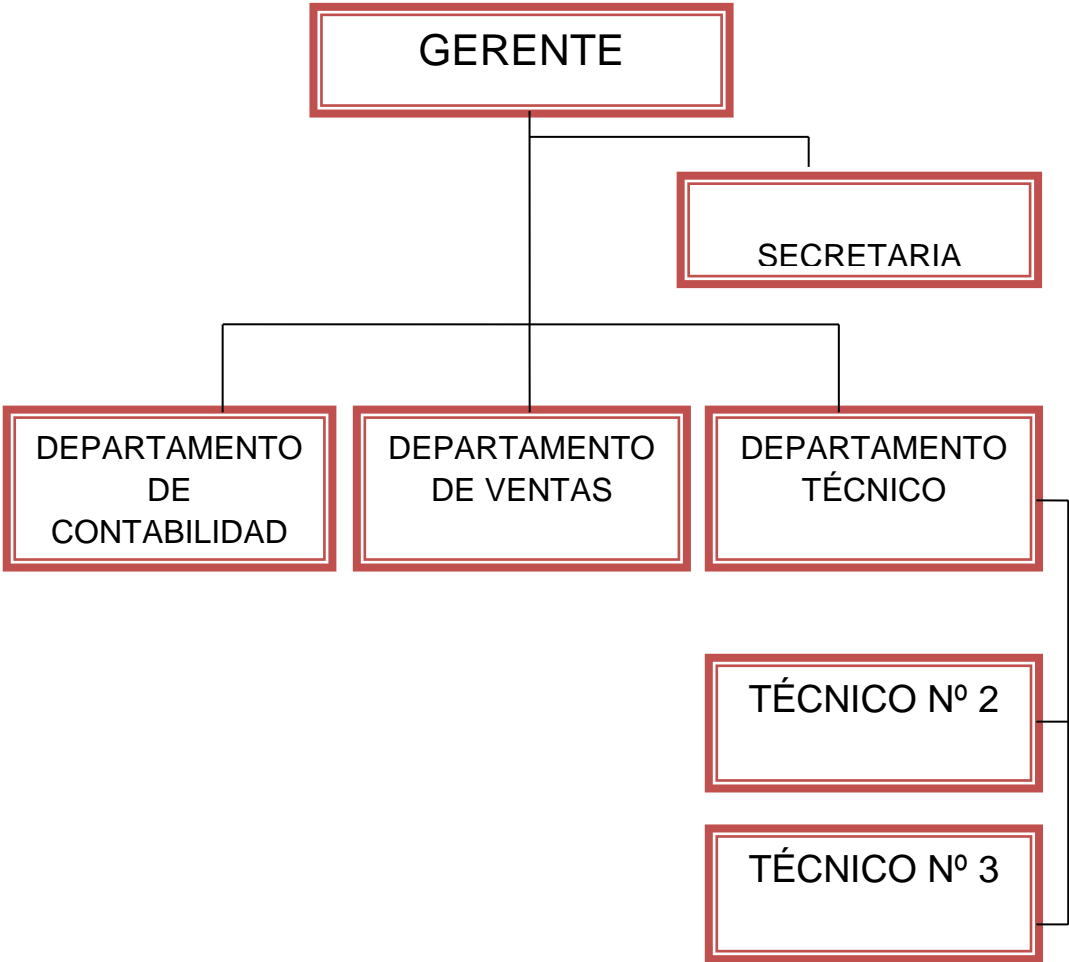 GERENTE
SECRETARIA
DEPARTAMENTO
DE
CONTABILIDAD
DEPARTAMENTO
DE VENTAS
DEPARTAMENTO
TÉCNICO
TÉCNICO Nº 2
TÉCNICO Nº 3